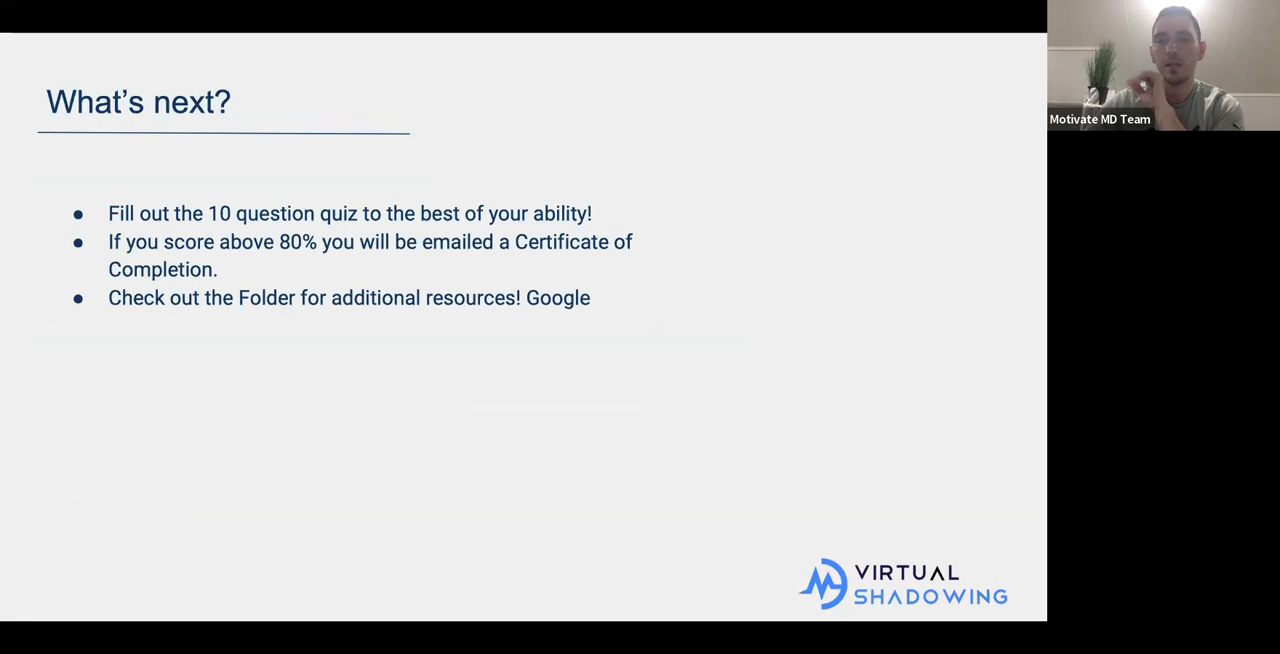 What's next?
● Fill out the 10 question quiz to the best of your ability!
● If you score above 80% you will be emailed a Certificate of
Completion.
● Check out the Folder for additional resources! Google
Motivate MD Team
VIRTUAL
SHADOWING